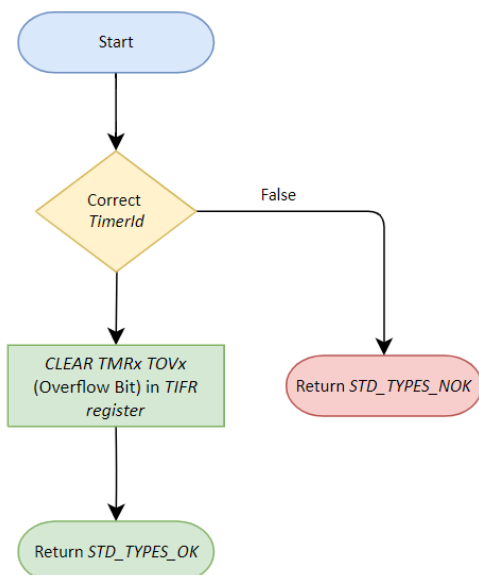 Start
Correct
TimerId
False
CLEAR TMRx TOVx
(Overflow Bit) in TIFR
register
Return STD_TYPES_NOK
Return STD_TYPES_OK